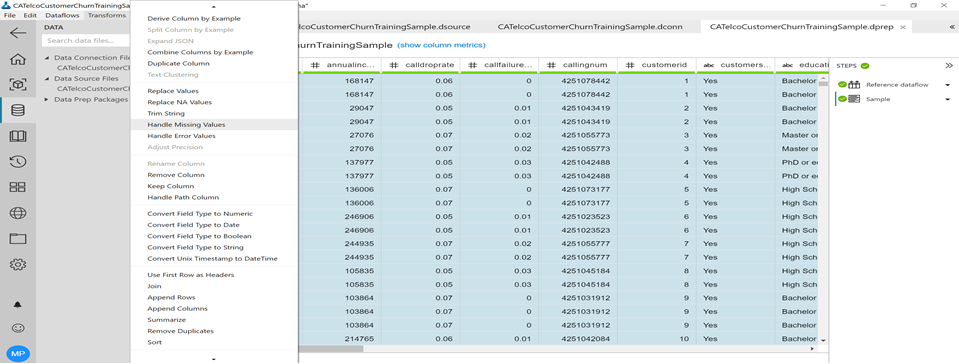 CATelcoCustomerChurnTrainingSam
File Edit Dataflows Transforms
DATA
Search data files...
Data Connection File
CATelcoCustomerCh
Data Source Files
CATelcoCustomerCh
Data Prep Packages
MP
Derive Column by Example
Split Column by Example
Expand JSON
Combine Columns by Example
Duplicate Column
Text Clustering
Replace Values
Replace NA Values
Trim String
Handle Missing Values
Handle Error Values
Adjust Precision
Rename Column
Remove Column
Keep Column
Handle Path Column
Convert Field Type to Numeric
Convert Field Type to Date
Convert Field Type to Boolean
Convert Field Type to String
Convert Unix Timestamp to DateTime
Use First Row as Headers
Join
Append Rows
Append Columns
Summarize
Remove Duplicates
Sort
elcoCustomerChurnTrainingSample.dsource CATelcoCustomerChurnTrainingSample.dconn CATelcoCustomerChurnTrainingSample.dprep
urnTrainingSample (show column metrics)
# annualinc... # calldroprate # callfailure... # callingnum # customerid abc customers... abc educati
168147 0.06 0 4251078442 1 Yes Bachelor
168147 0.06 0 4251078442 1 Yes Bachelor
29047 0.05 0.01 4251043419 2 Yes Bachelor
29047 0.05 0.01 4251043419 2 Yes Bachelor
27076 0.07 0.02 4251055773 3 Yes Master or
27076 0.07 0.02 4251055773 3 Yes Master or
137977 0.05 0.03 4251042488 4 Yes PhD or e
137977 0.05 0.03 4251042488 4 Yes PhD or e
136006 0.07 0 4251073177 5 Yes High Sch
136006 0.07 0 4251073177 5 Yes High Sch
246906 0.05 0.01 4251023523 6 Yes High Sch
246906 0.05 0.01 4251023523 6 Yes High Sch
244935 0.07 0.02 4251055777 7 Yes High Sch
244935 0.07 0.02 4251055777 7 Yes High Sch
105835 0.05 0.03 4251045184 8 Yes High Sch
105835 0.05 0.03 4251045184 8 Yes High Sch
103864 0.07 0 4251031912 9 Yes Bachelor
103864 0.07 0 4251031912 9 Yes Bachelor
103864 0.07 0 4251031912 9 Yes Bachelor
214765 0.06 0.01 4251042084 10 Yes Bachelor
STEPS
Reference dataflow
Sample